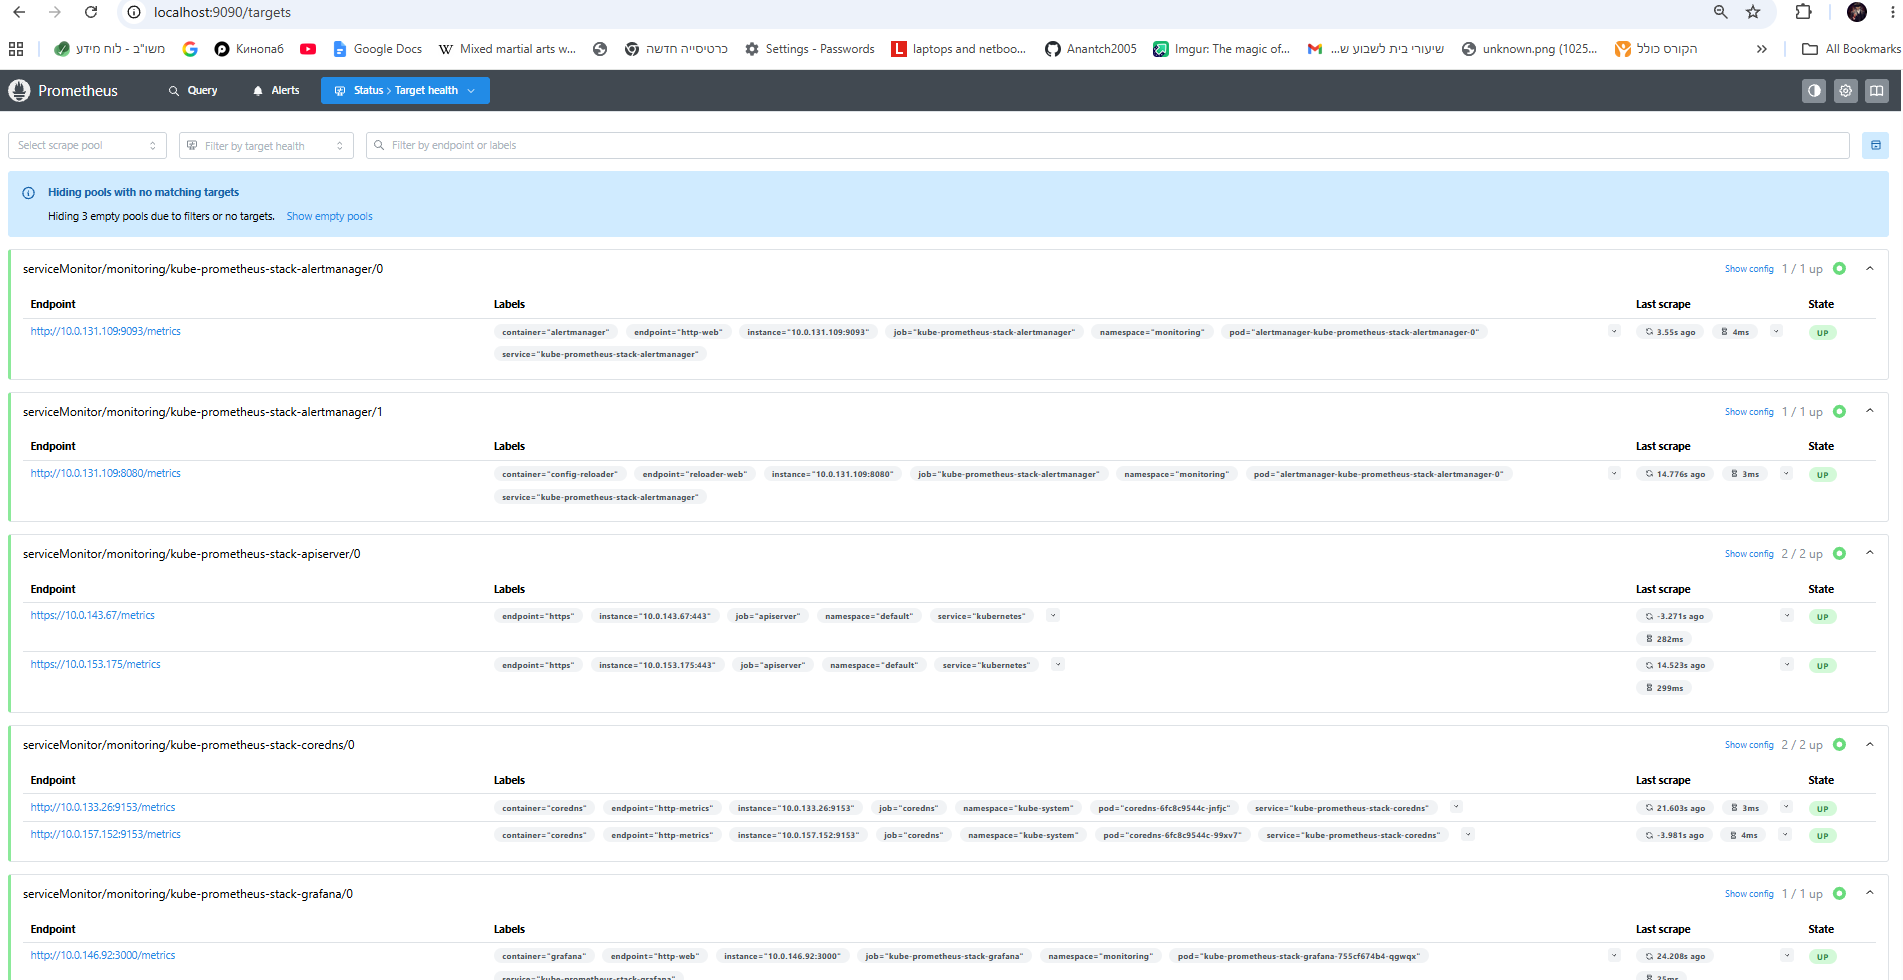 localhost:9090/targets
משו"ב - לוח מידע Кинопаб Google Docs Mixed martial arts w... כרטיסייה חדשה Settings - Passwords laptops and netboo... Anantch2005 Imgur: The magic of... שיעורי בית לשבוע ש... unknown.png (1025... הקורס כולל » All Bookmarks
Prometheus Query Alerts Status > Target health
Select scrape pool Filter by target health Filter by endpoint or labels
Hiding pools with no matching targets
Hiding 3 empty pools due to filters or no targets. Show empty pools
serviceMonitor/monitoring/kube-prometheus-stack-alertmanager/0 Show config 1 / 1 up
Endpoint Labels Last scrape State
http://10.0.131.109:9093/metrics container="alertmanager" endpoint="http-web" instance="10.0.131.109:9093" job="kube-prometheus-stack-alertmanager" namespace="monitoring" pod="alertmanager-kube-prometheus-stack-alertmanager-0" 3.55s ago 4ms UP
service="kube-prometheus-stack-alertmanager"
serviceMonitor/monitoring/kube-prometheus-stack-alertmanager/1 Show config 1 / 1 up
Endpoint Labels Last scrape State
http://10.0.131.109:8080/metrics container="config-reloader" endpoint="reloader-web" instance="10.0.131.109:8080" job="kube-prometheus-stack-alertmanager" namespace="monitoring" pod="alertmanager-kube-prometheus-stack-alertmanager-0" 14.776s ago 3ms UP
service="kube-prometheus-stack-alertmanager"
serviceMonitor/monitoring/kube-prometheus-stack-apiserver/0 Show config 2 / 2 up
Endpoint Labels Last scrape State
https://10.0.143.67/metrics endpoint="https" instance="10.0.143.67:443" job="apiserver" namespace="default" service="kubernetes" -3.271s ago UP
282ms
https://10.0.153.175/metrics endpoint="https" instance="10.0.153.175:443" job="apiserver" namespace="default" service="kubernetes" 14.523s ago UP
299ms
serviceMonitor/monitoring/kube-prometheus-stack-coredns/0 Show config 2 / 2 up
Endpoint Labels Last scrape State
http://10.0.133.26:9153/metrics container="coredns" endpoint="http-metrics" instance="10.0.133.26:9153" job="coredns" namespace="kube-system" pod="coredns-6fc8c9544c-jnfjc" service="kube-prometheus-stack-coredns" 21.603s ago 3ms UP
http://10.0.157.152:9153/metrics container="coredns" endpoint="http-metrics" instance="10.0.157.152:9153" job="coredns" namespace="kube-system" pod="coredns-6fc8c9544c-99xv7" service="kube-prometheus-stack-coredns" -3.981s ago 4ms UP
serviceMonitor/monitoring/kube-prometheus-stack-grafana/0 Show config 1 / 1 up
Endpoint Labels Last scrape State
http://10.0.146.92:3000/metrics container="grafana" endpoint="http-web" instance="10.0.146.92:3000" job="kube-prometheus-stack-grafana" namespace="monitoring" pod="kube-prometheus-stack-grafana-755cf674b4-qgwqx" 24.208s ago UP
service="kube-prometheus-stack-grafana" 25ms